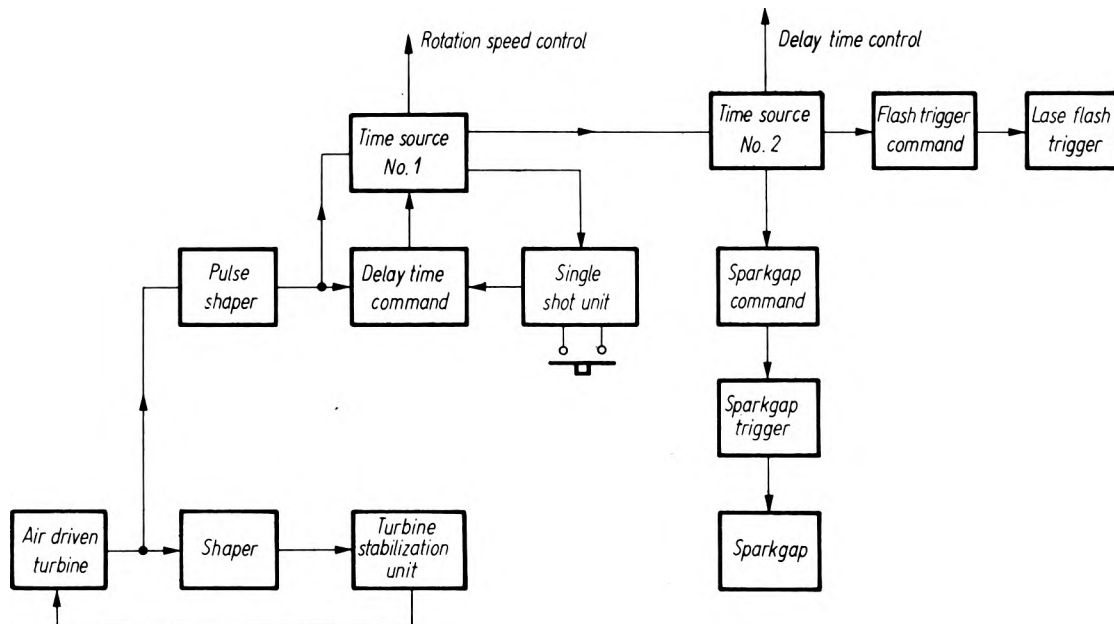 Rotation speed control
Delay time control
Time source
No. 1
Time source
No. 2
Flash trigger
command
Lase flash
trigger
Pulse
shaper
Delay time
command
Single
shot unit
Sparkgap
command
Sparkgap
trigger
Air driven
turbine
Shaper
Turbine
stabilization
unit
Sparkgap